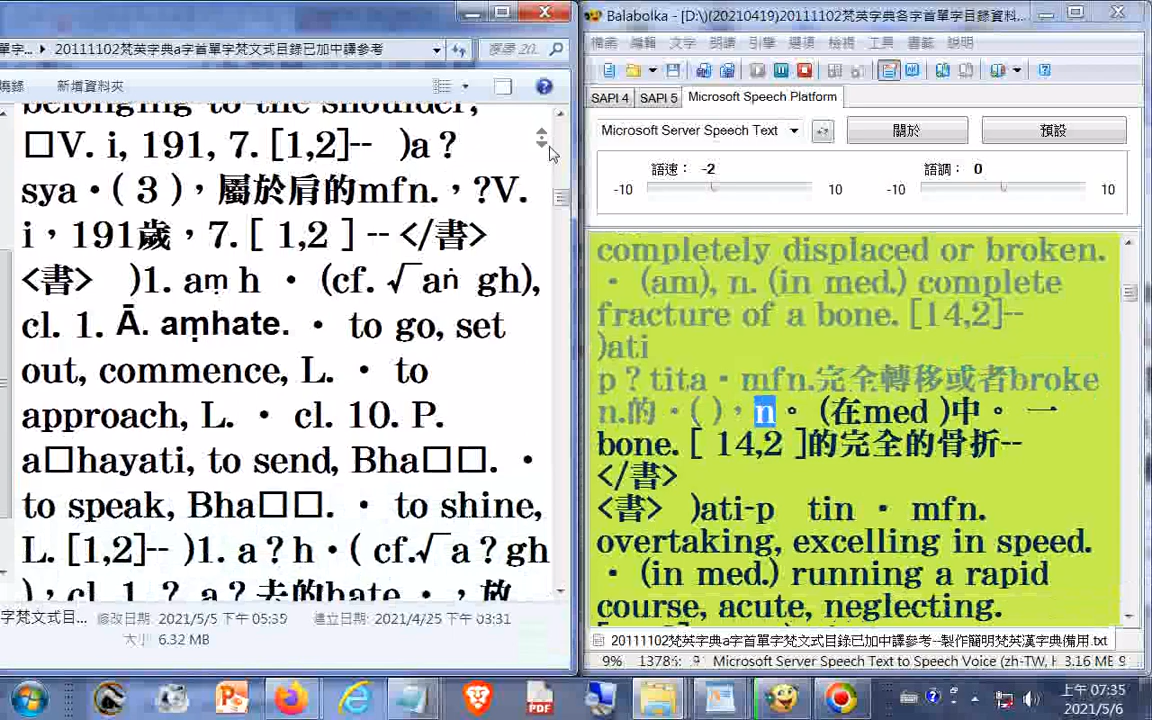 單字... ▸ 20111102梵英字典a字首單字梵文式目錄已加中譯參考
搜尋 20...
燒錄 新增資料夾
belonging to the shoulder,
□V. i, 191, 7. [1,2]-- )a ?
sya•( 3 )，屬於肩的mfn.，?V.
i，191歲，7. [ 1,2 ] -- </書>
<書> )1. aṃ h • (cf. √aṅ gh),
cl. 1. Ā. aṃhate. • to go, set
out, commence, L. • to
approach, L. • cl. 10. P.
a□hayati, to send, Bha□□. •
to speak, Bha□□. • to shine,
L. [1,2]-- )1. a ? h •( cf.√a ? gh
)，cl. 1 ? a ? 去的hate •，放
字梵文式目... 修改日期: 2021/5/5 下午 05:39 建立日期: 2021/4/25 下午 03:31
大小: 6.32 MB
Balabolka - [D:\)(20210419)20111102梵英字典各字首單字目錄資料...
檔案 編輯 文字 朗讀 引擎 選項 檢視 工具 書籤 說明
SAPI 4 SAPI 5 Microsoft Speech Platform
Microsoft Server Speech Text 關於 預設
語速： -2 語調： 0
-10 10 -10 10
completely displaced or broken.
• (am), n. (in med.) complete
fracture of a bone. [14,2]--
)ati
p ? tita•mfn.完全轉移或者broke
n.的•( )，n。 (在med )中。 一
bone. [ 14,2 ]的完全的骨折--
</書>
<書> )ati-p tin • mfn.
overtaking, excelling in speed.
• (in med.) running a rapid
course, acute, neglecting.
20111102梵英字典a字首單字梵文式目錄已加中譯參考--製作簡明梵英漢字典備用.txt
9% Microsoft Server Speech Text to Speech Voice (zh-TW, 3.16 MB
上午 07:35
2021/5/6